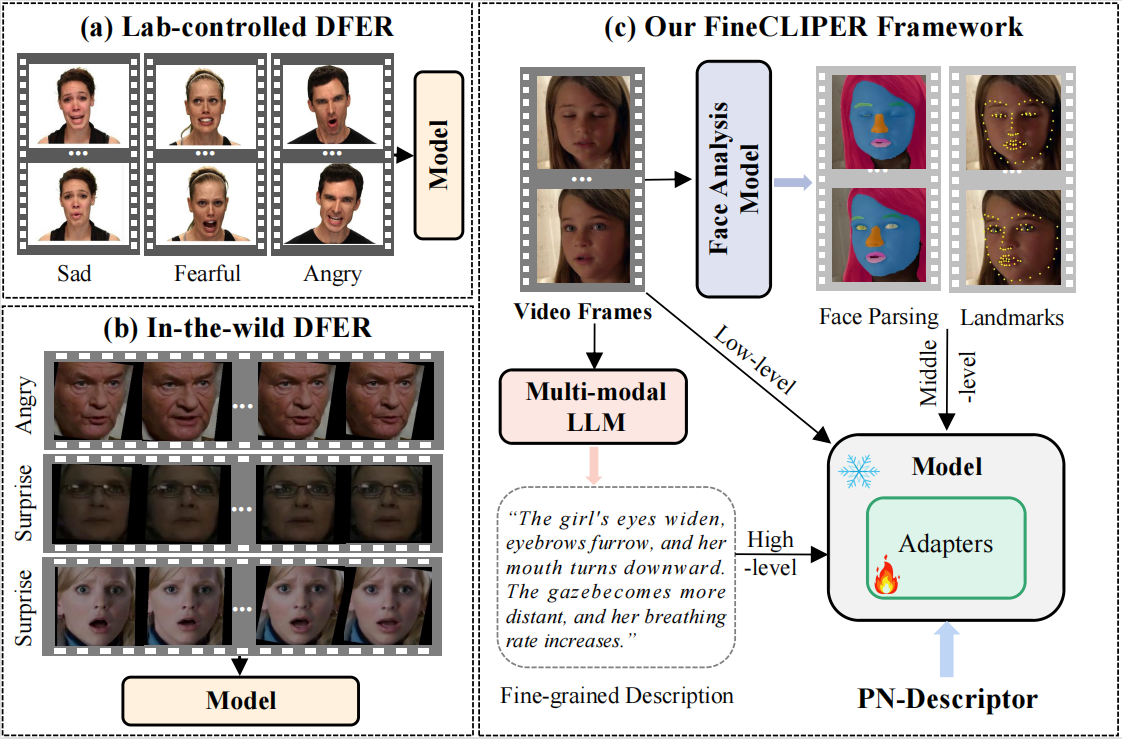 (a) Lab-controlled DFER
Model
Sad
Fearful
Angry
(b) In-the-wild DFER
Angry
Surprise
Surprise
Model
(c) Our FineCLIPER Framework
Face Analysis
Model
Video Frames
Face Parsing
Landmarks
Low-level
Middle
-level
Multi-modal
LLM
“The girl's eyes widen,
eyebrows furrow, and her
mouth turns downward.
The gazebecomes more
distant, and her breathing
rate increases.”
Fine-grained Description
High
-level
Model
Adapters
PN-Descriptor